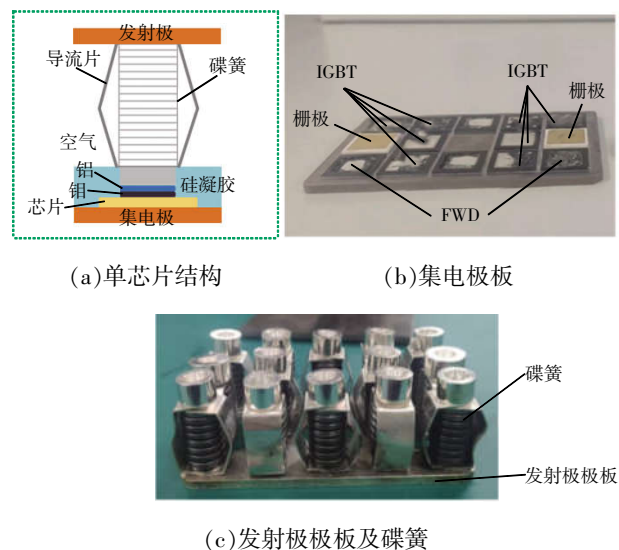 发射极
导流片
碟簧
空气
铝
硅凝胶
钼
芯片
集电极
(a)单芯片结构
IGBT
IGBT
栅极
栅极
FWD
(b)集电极板
碟簧
发射极极板
(c)发射极极板及碟簧